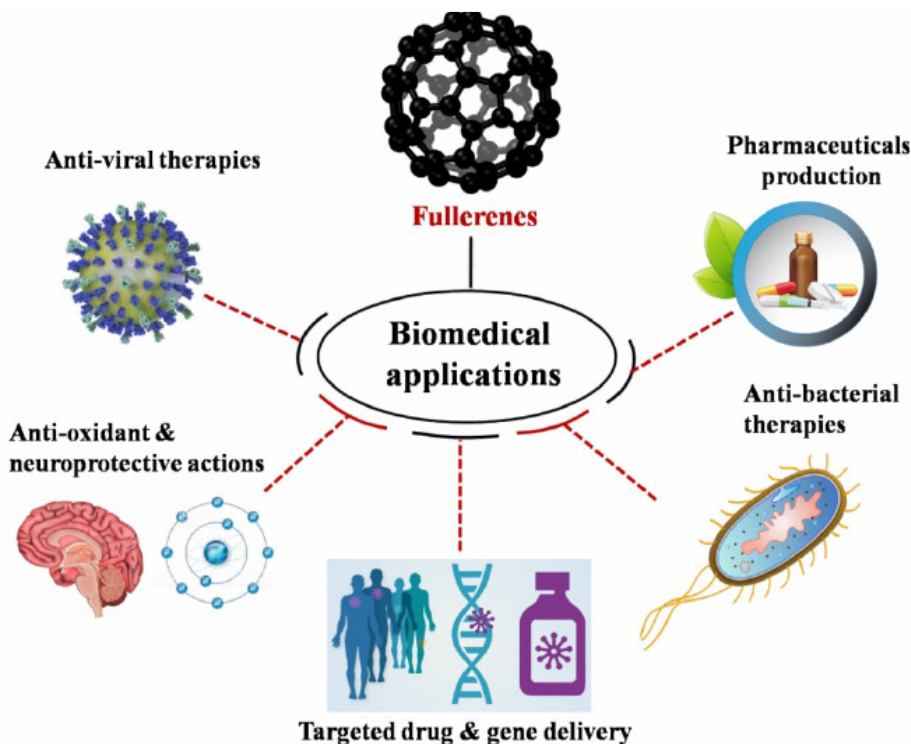 Fullerenes
Anti-viral therapies
Pharmaceuticals
production
Biomedical
applications
Anti-oxidant &
neuroprotective actions
Anti-bacterial
therapies
Targeted drug & gene delivery